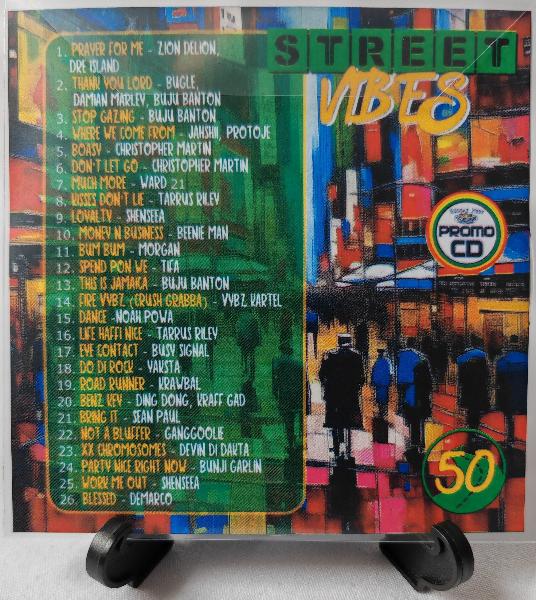 STREET
VIBES
1. PRAYER FOR ME - ZION DELION,
DRE ISLAND
2. THANK YOU LORD - BUGLE,
DAMIAN MARLEY, BUJU BANTON
3. STOP GAZING - BUJU BANTON
4. WHERE WE COME FROM - JAHSHII, PROTOJE
5. BOASY - CHRISTOPHER MARTIN
6. DON'T LET GO - CHRISTOPHER MARTIN
7. MUCH MORE - WARD 21
8. KISSES DON'T LIE - TARRUS RILEY
9. LOYALTY - SHENSEEA
10. MONEY N BUSINESS - BEENIE MAN
11. BUM BUM - MORGAN
12. SPEND PON WE - TIFA
13. THIS IS JAMAICA - BUJU BANTON
14. FIRE VYBZ (CRUSH GRABBA) - VYBZ KARTEL
15. DANCE -NOAH POWA
16. LIFE HAFFI NICE - TARRUS RILEY
17. EYE CONTACT - BUSY SIGNAL
18. DO DI ROCK - VAKSTA
19. ROAD RUNNER - KRAWBAL
20. BENZ KEY - DING DONG, KRAFF GAD
21. BRING IT - SEAN PAUL
22. NOT A BLUFFER - GANGGOOLIE
23. XX CHROMOSOMES - DEVIN DI DAKTA
24. PARTY NICE RIGHT NOW - BUNJI GARLIN
25. WORK ME OUT - SHENSEEA
26. BLESSED - DEMARCO
PROMO
CD
50